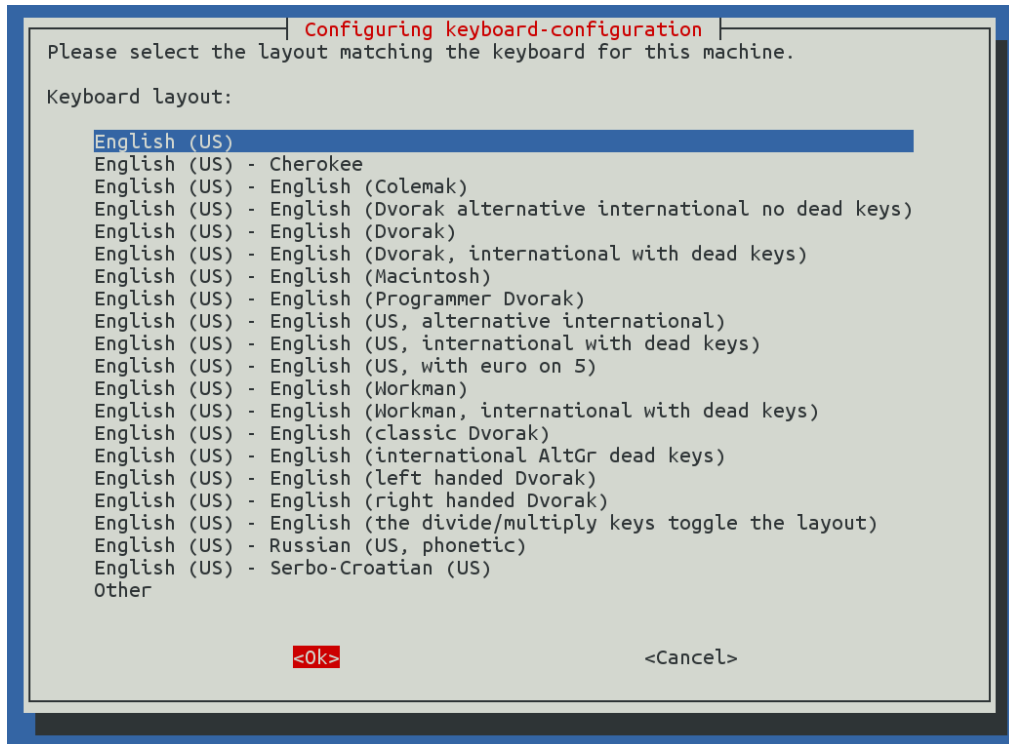 Configuring keyboard-configuration
Please select the layout matching the keyboard for this machine.
Keyboard layout:
English (US)
English (US) - Cherokee
English (US) - English (Colemak)
English (US) - English (Dvorak alternative international no dead keys)
English (US) - English (Dvorak)
English (US) - English (Dvorak, international with dead keys)
English (US) - English (Macintosh)
English (US) - English (Programmer Dvorak)
English (US) - English (US, alternative international)
English (US) - English (US, international with dead keys)
English (US) - English (US, with euro on 5)
English (US) - English (Workman)
English (US) - English (Workman, international with dead keys)
English (US) - English (classic Dvorak)
English (US) - English (international AltGr dead keys)
English (US) - English (left handed Dvorak)
English (US) - English (right handed Dvorak)
English (US) - English (the divide/multiply keys toggle the layout)
English (US) - Russian (US, phonetic)
English (US) - Serbo-Croatian (US)
Other
<Ok> <Cancel>